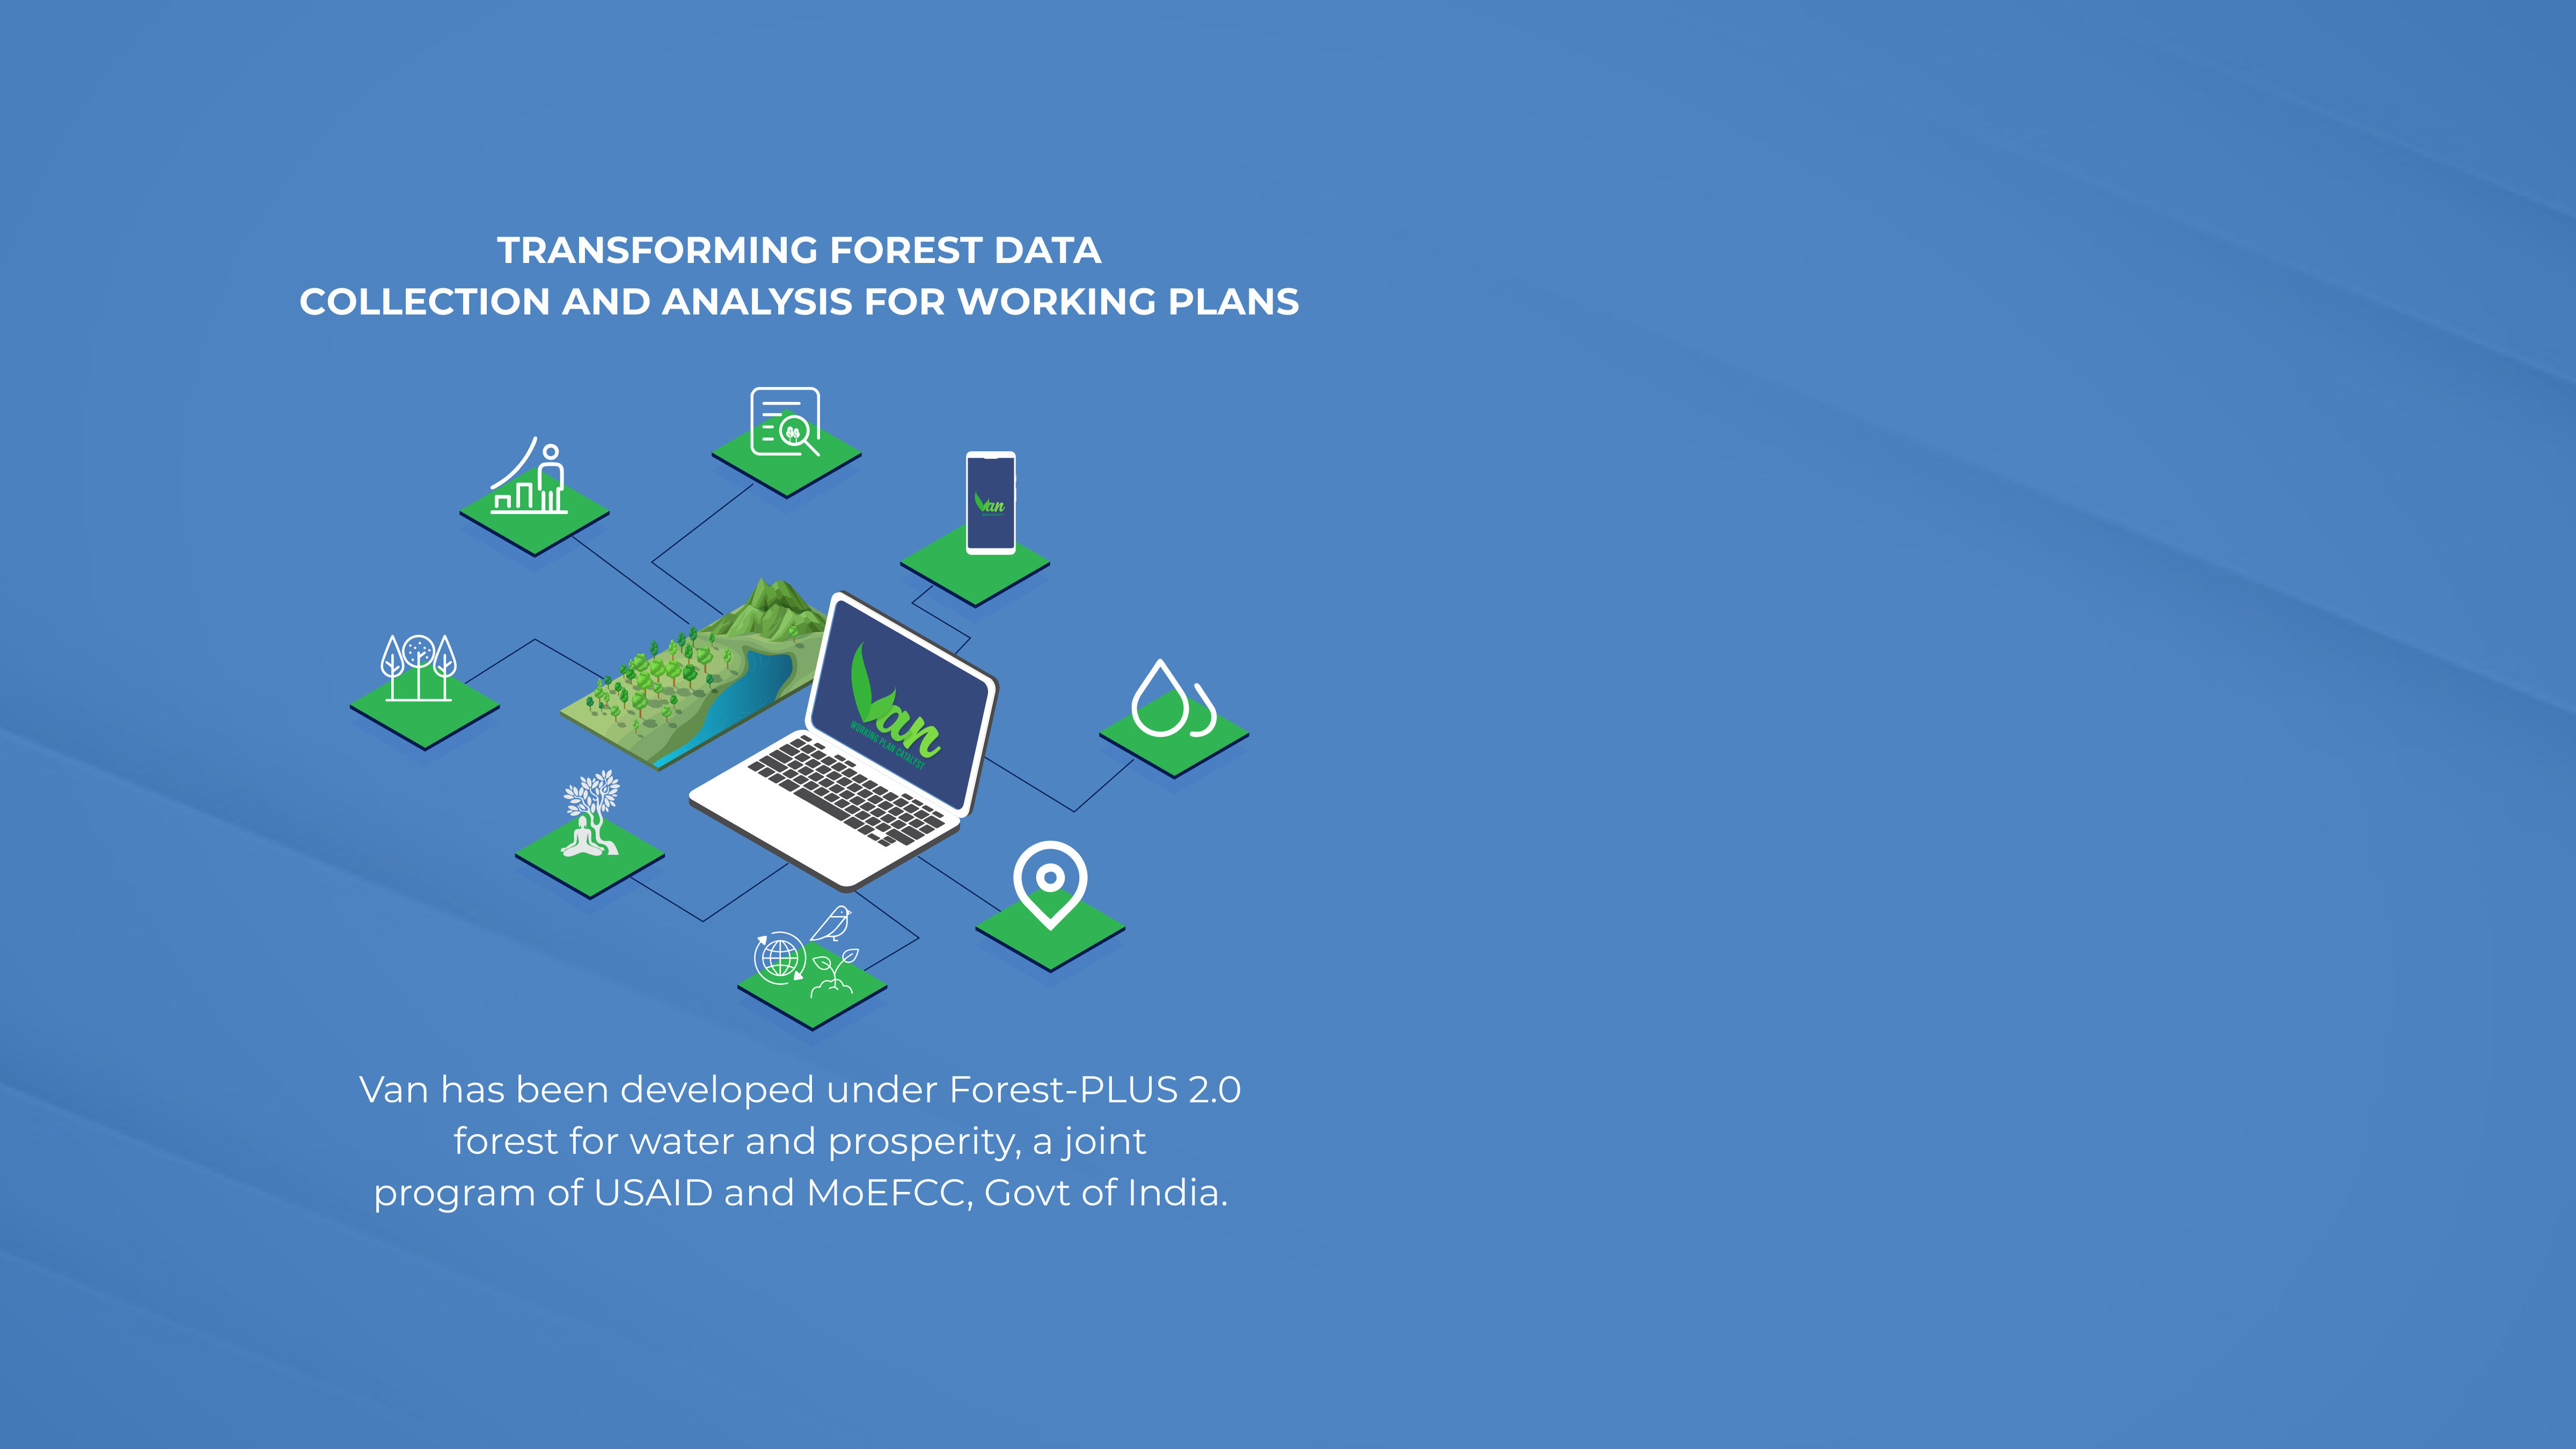 TRANSFORMING FOREST DATA
COLLECTION AND ANALYSIS FOR WORKING PLANS
Van
Van
WORKING PLAN CATALYST
Van has been developed under Forest-PLUS 2.0
forest for water and prosperity, a joint
program of USAID and MoEFCC, Govt of India.